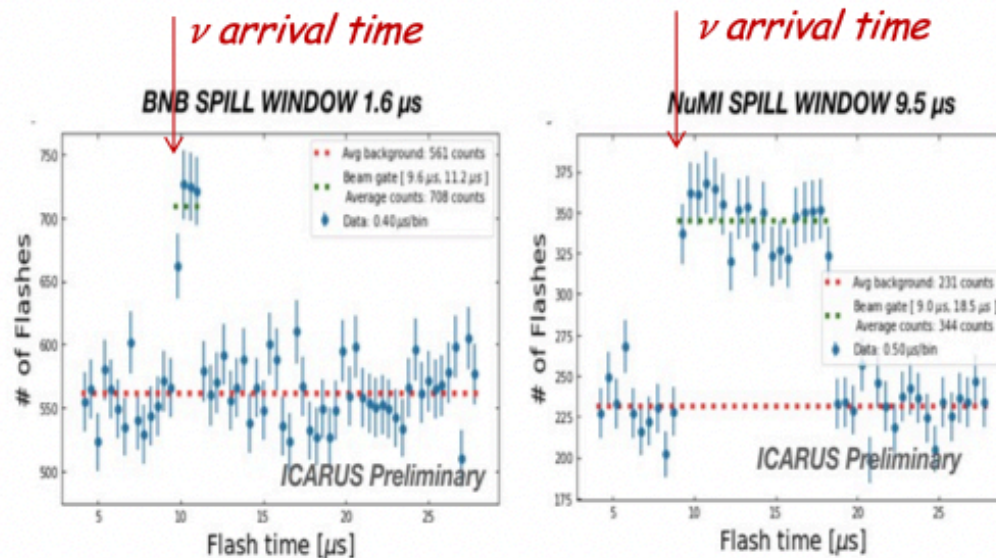 ν arrival time
ν arrival time
BNB SPILL WINDOW 1.6 µs
NuMI SPILL WINDOW 9.5 µs
# of Flashes
750
700
650
600
550
500
Avg background: 561 counts
Beam gate [ 9.6 µs, 11.2 µs ]
Average counts: 708 counts
Data: 0.40µs/bin
ICARUS Preliminary
5
10
15
20
25
Flash time [µs]
# of Flashes
375
350
325
300
275
250
225
200
175
Avg background: 231 counts
Beam gate [ 9.0 µs, 18.5 µs ]
Average counts: 344 counts
Data: 0.50µs/bin
ICARUS Preliminary
5
10
15
20
25
Flash time [µs]